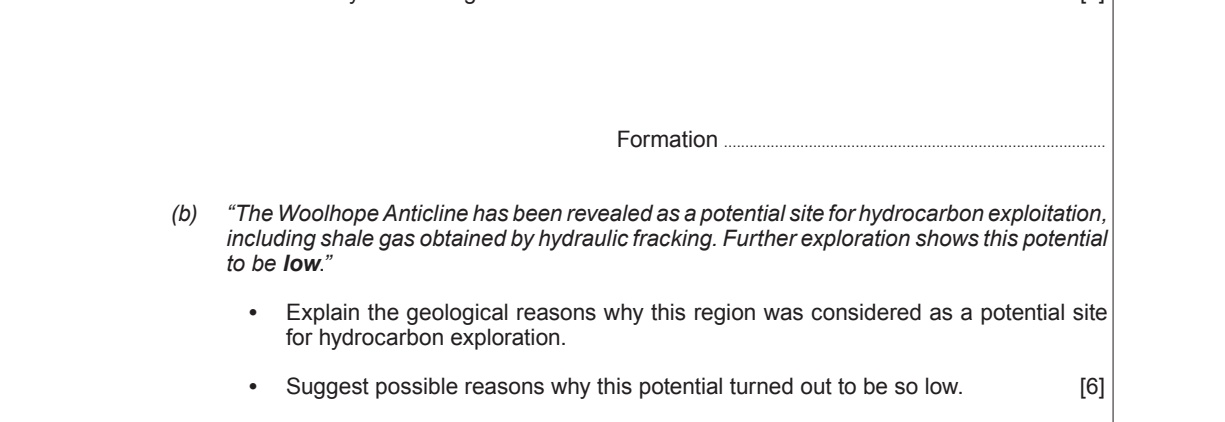 Formation ..........................................................................................
(b) “The Woolhope Anticline has been revealed as a potential site for hydrocarbon exploitation,
including shale gas obtained by hydraulic fracking. Further exploration shows this potential
to be low.”
• Explain the geological reasons why this region was considered as a potential site
for hydrocarbon exploration.
• Suggest possible reasons why this potential turned out to be so low. [6]